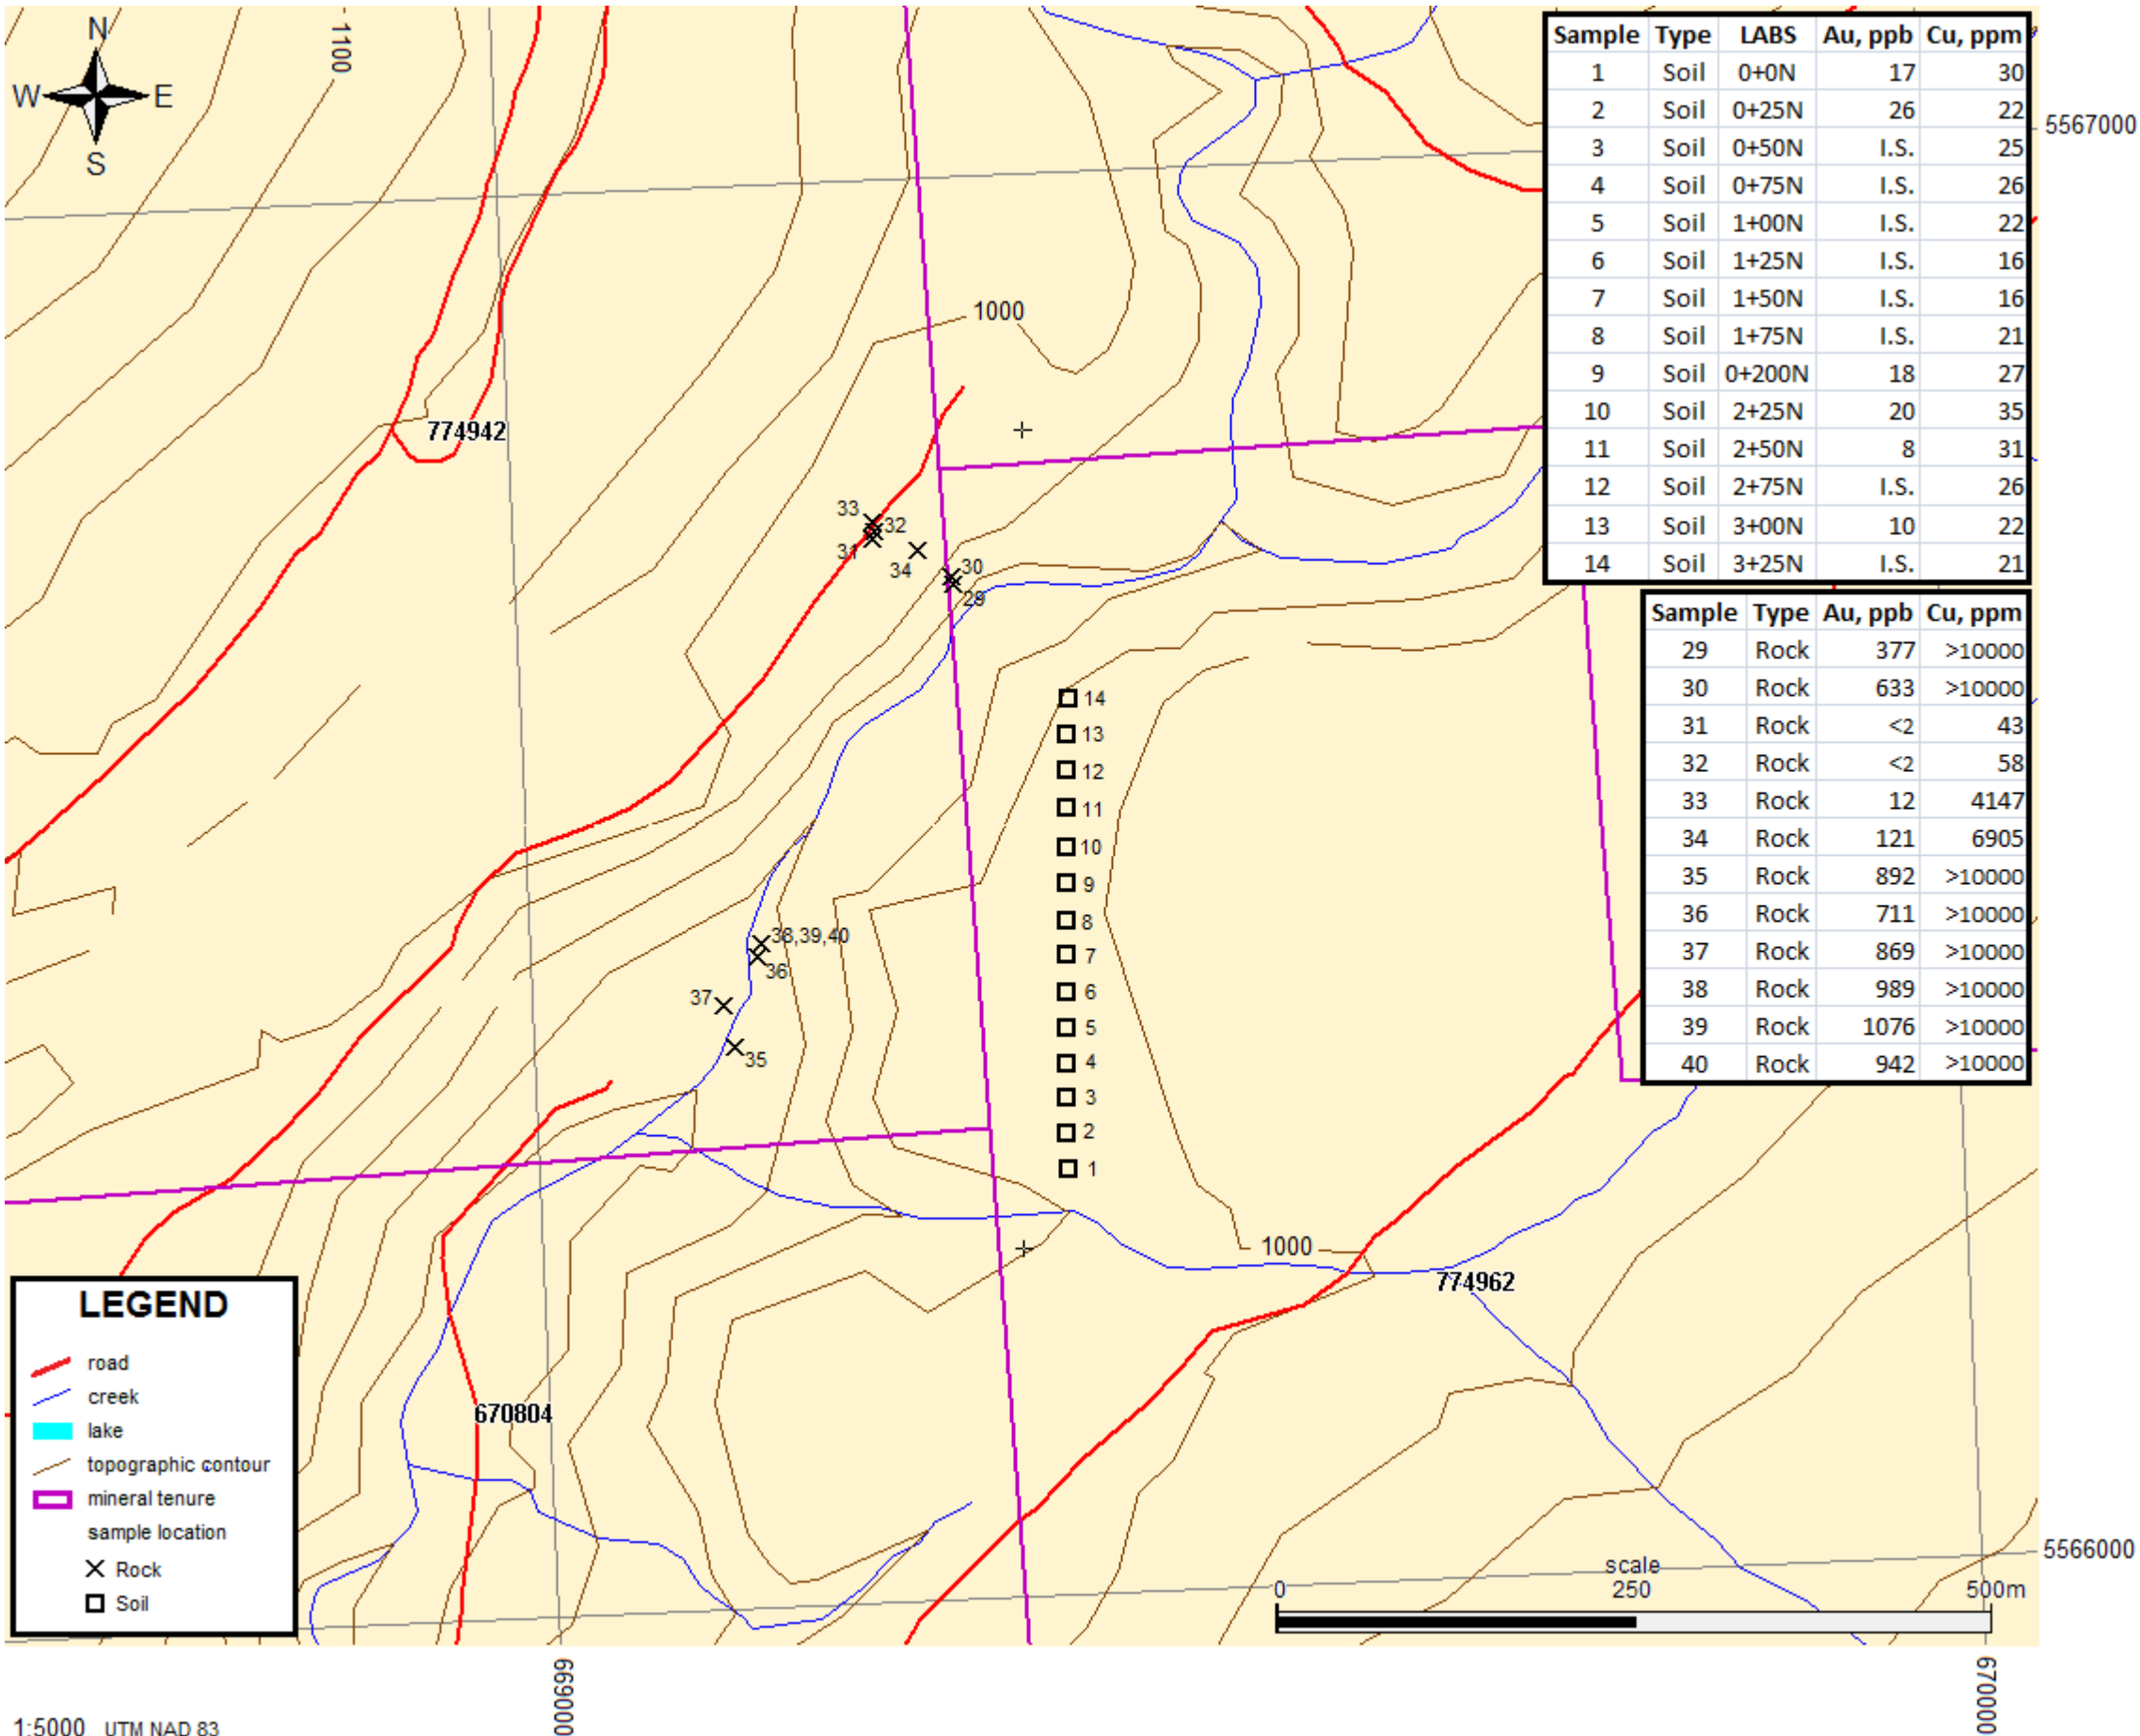 N
W E
S
1100
Sample Type LABS Au, ppb Cu, ppm
1 Soil 0+0N 17 30
2 Soil 0+25N 26 22
3 Soil 0+50N I.S. 25
4 Soil 0+75N I.S. 26
5 Soil 1+00N I.S. 22
6 Soil 1+25N I.S. 16
7 Soil 1+50N I.S. 16
8 Soil 1+75N I.S. 21
9 Soil 0+200N 18 27
10 Soil 2+25N 20 35
11 Soil 2+50N 8 31
12 Soil 2+75N I.S. 26
13 Soil 3+00N 10 22
14 Soil 3+25N I.S. 21
5567000
1000
774942
33
32
31
34
30
29
Sample Type Au, ppb Cu, ppm
29 Rock 377 >10000
30 Rock 633 >10000
31 Rock <2 43
32 Rock <2 58
33 Rock 12 4147
34 Rock 121 6905
35 Rock 892 >10000
36 Rock 711 >10000
37 Rock 869 >10000
38 Rock 989 >10000
39 Rock 1076 >10000
40 Rock 942 >10000
14
13
12
11
10
9
8
7
6
5
4
3
2
1
38,39,40
36
37
35
1000
774962
670804
LEGEND
road
creek
lake
topographic contour
mineral tenure
sample location
Rock
Soil
scale
0 250 500m
5566000
669000
670000
1:5000 UTM NAD 83